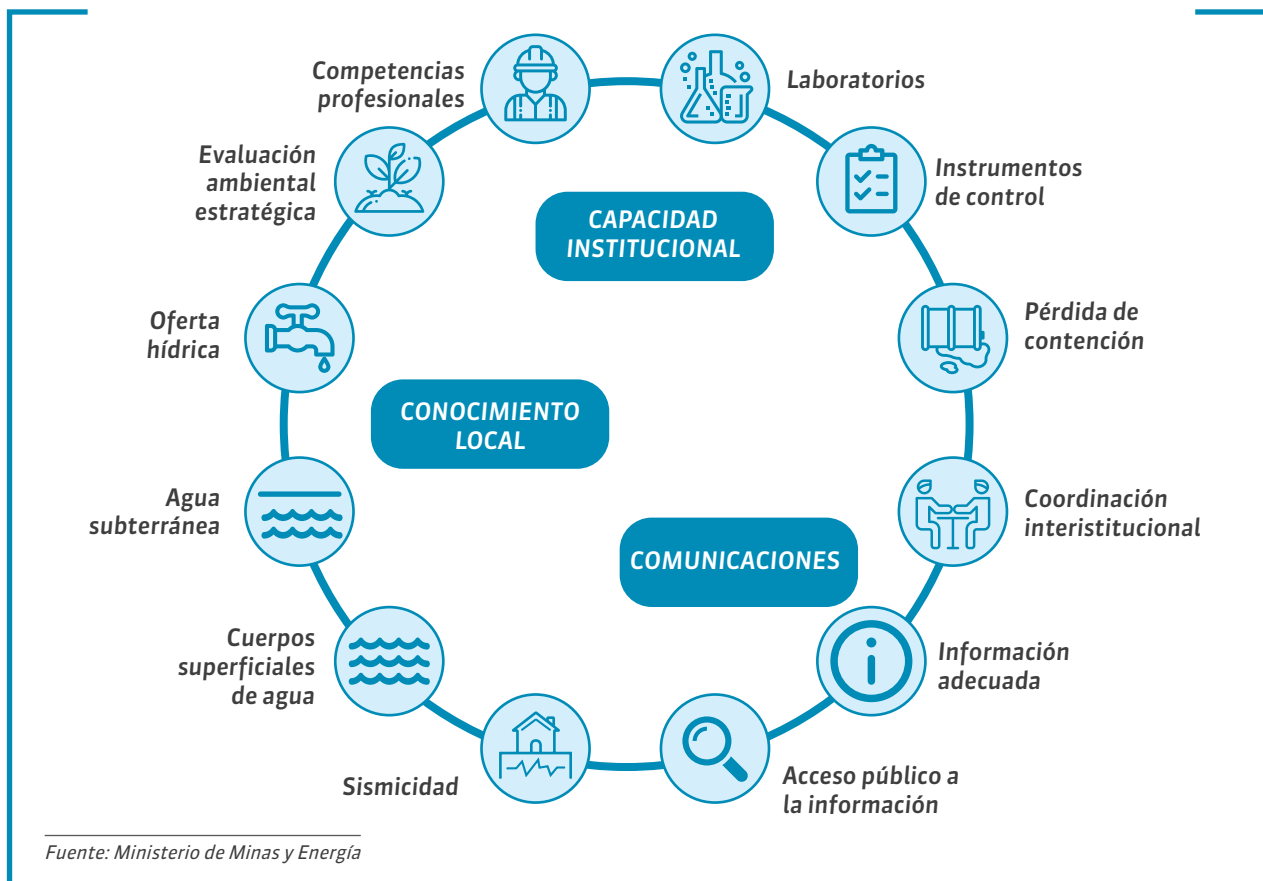 Competencias
profesionales
Laboratorios
Evaluación
ambiental
estratégica
Instrumentos
de control
CAPACIDAD
INSTITUCIONAL
Oferta
hídrica
Pérdida de
contención
CONOCIMIENTO
LOCAL
Agua
subterránea
Coordinación
interistitucional
COMUNICACIONES
Cuerpos
superficiales
de agua
Información
adecuada
Sismicidad
Acceso público a
la información
Fuente: Ministerio de Minas y Energía